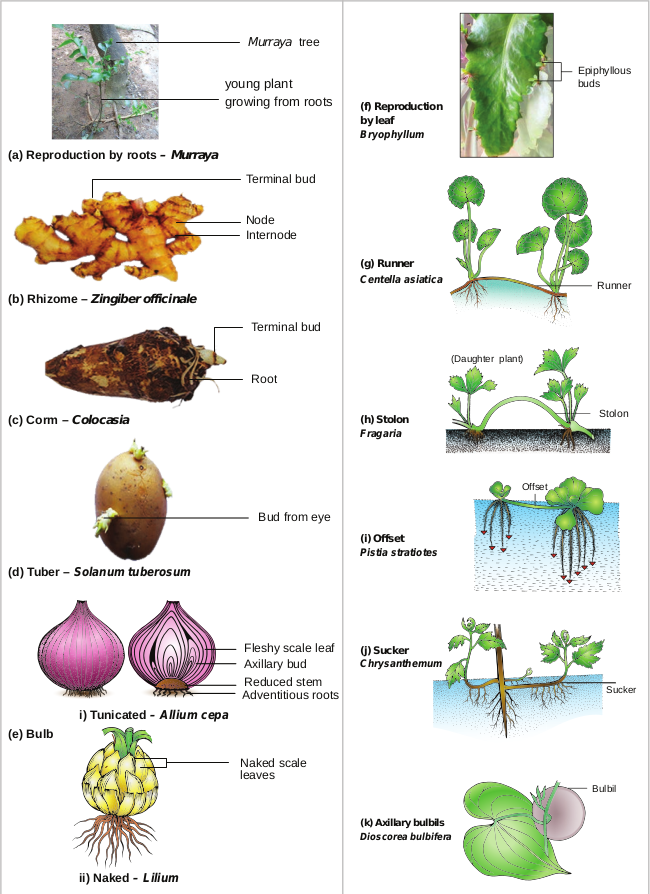 Murraya tree
young plant
growing from roots
(a) Reproduction by roots – Murraya
Terminal bud
Node
Internode
(b) Rhizome – Zingiber officinale
Terminal bud
Root
(c) Corm – Colocasia
Bud from eye
(d) Tuber – Solanum tuberosum
Fleshy scale leaf
Axillary bud
Reduced stem
Adventitious roots
i) Tunicated – Allium cepa
(e) Bulb
Naked scale
leaves
ii) Naked – Lilium
Epiphyllous
buds
(f) Reproduction
by leaf
Bryophyllum
(g) Runner
Centella asiatica
Runner
(Daughter plant)
(h) Stolon
Fragaria
Stolon
Offset
(i) Offset
Pistia stratiotes
(j) Sucker
Chrysanthemum
Sucker
Bulbil
(k) Axillary bulbils
Dioscorea bulbifera